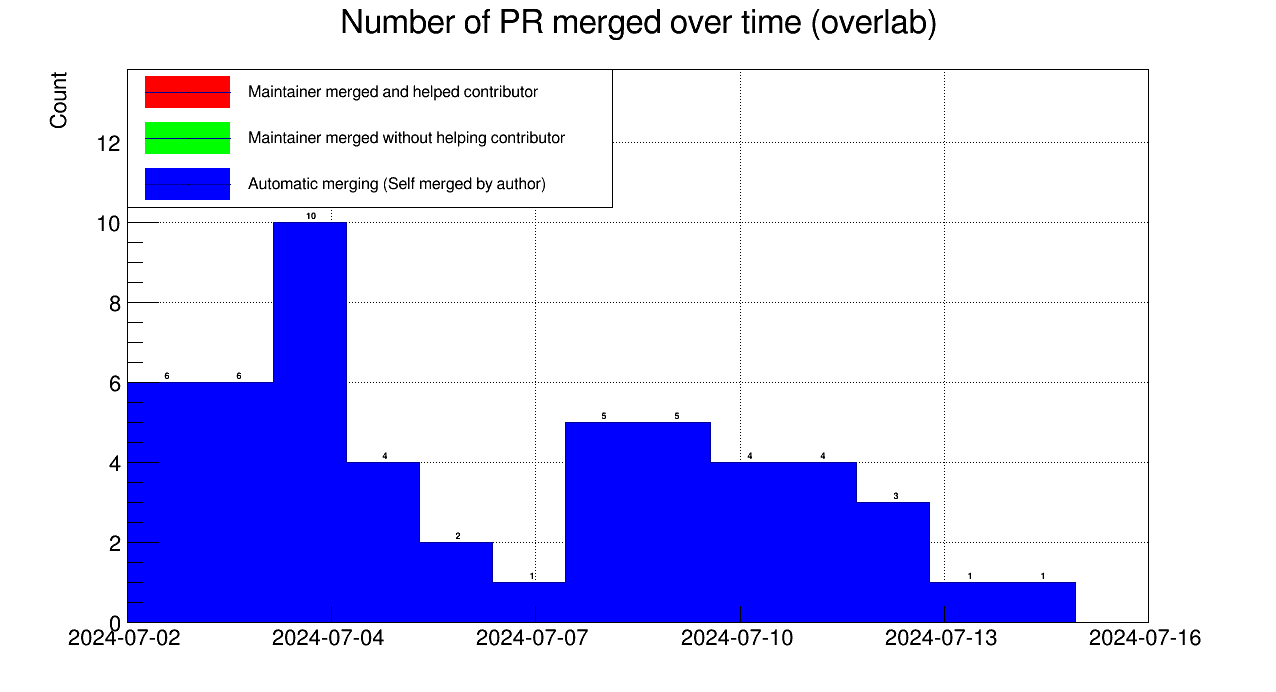 Number of PR merged over time (overlab)
Count
Maintainer merged and helped contributor
Maintainer merged without helping contributor
Automatic merging (Self merged by author)
12
10
8
6
4
2
0
6 6 10 4 2 1 5 5 4 4 3 1 1
2024-07-02 2024-07-04 2024-07-07 2024-07-10 2024-07-13 2024-07-16